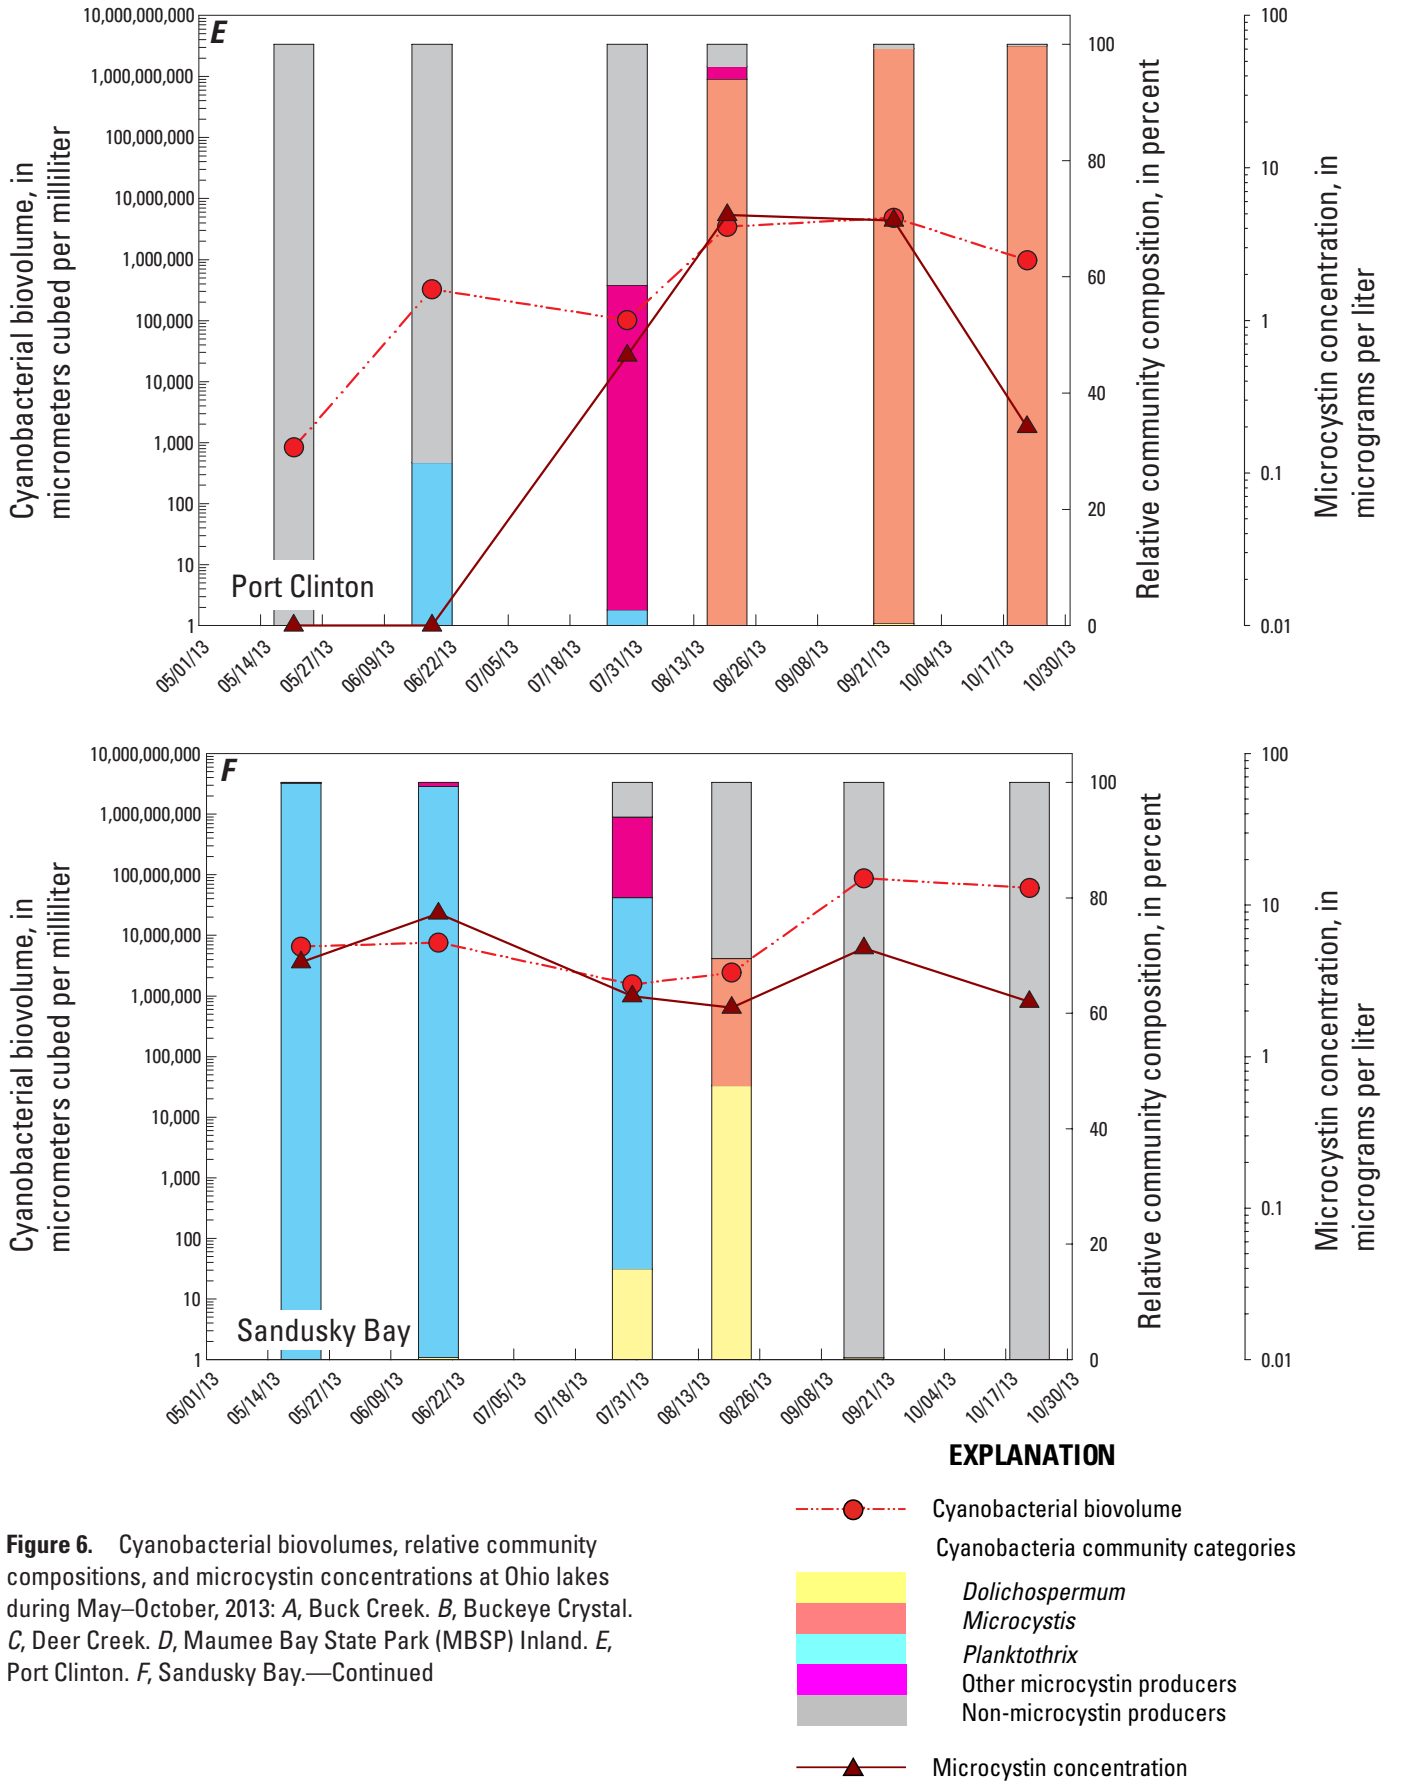 E
10,000,000,000
1,000,000,000
100,000,000
10,000,000
1,000,000
100,000
10,000
1,000
100
10
1
Cyanobacterial biovolume, in
micrometers cubed per milliliter
100
80
60
40
20
0
Relative community composition, in percent
100
10
1
0.1
0.01
Microcystin concentration, in
micrograms per liter
Port Clinton
05/01/13
05/14/13
05/27/13
06/09/13
06/22/13
07/05/13
07/18/13
07/31/13
08/13/13
08/26/13
09/08/13
09/21/13
10/04/13
10/17/13
10/30/13
F
10,000,000,000
1,000,000,000
100,000,000
10,000,000
1,000,000
100,000
10,000
1,000
100
10
1
Cyanobacterial biovolume, in
micrometers cubed per milliliter
100
80
60
40
20
0
Relative community composition, in percent
100
10
1
0.1
0.01
Microcystin concentration, in
micrograms per liter
Sandusky Bay
05/01/13
05/14/13
05/27/13
06/09/13
06/22/13
07/05/13
07/18/13
07/31/13
08/13/13
08/26/13
09/08/13
09/21/13
10/04/13
10/17/13
10/30/13
EXPLANATION
Cyanobacterial biovolume
Cyanobacteria community categories
Dolichospermum
Microcystis
Planktothrix
Other microcystin producers
Non-microcystin producers
Microcystin concentration
Figure 6. Cyanobacterial biovolumes, relative community
compositions, and microcystin concentrations at Ohio lakes
during May–October, 2013: A, Buck Creek. B, Buckeye Crystal.
C, Deer Creek. D, Maumee Bay State Park (MBSP) Inland. E,
Port Clinton. F, Sandusky Bay.—Continued